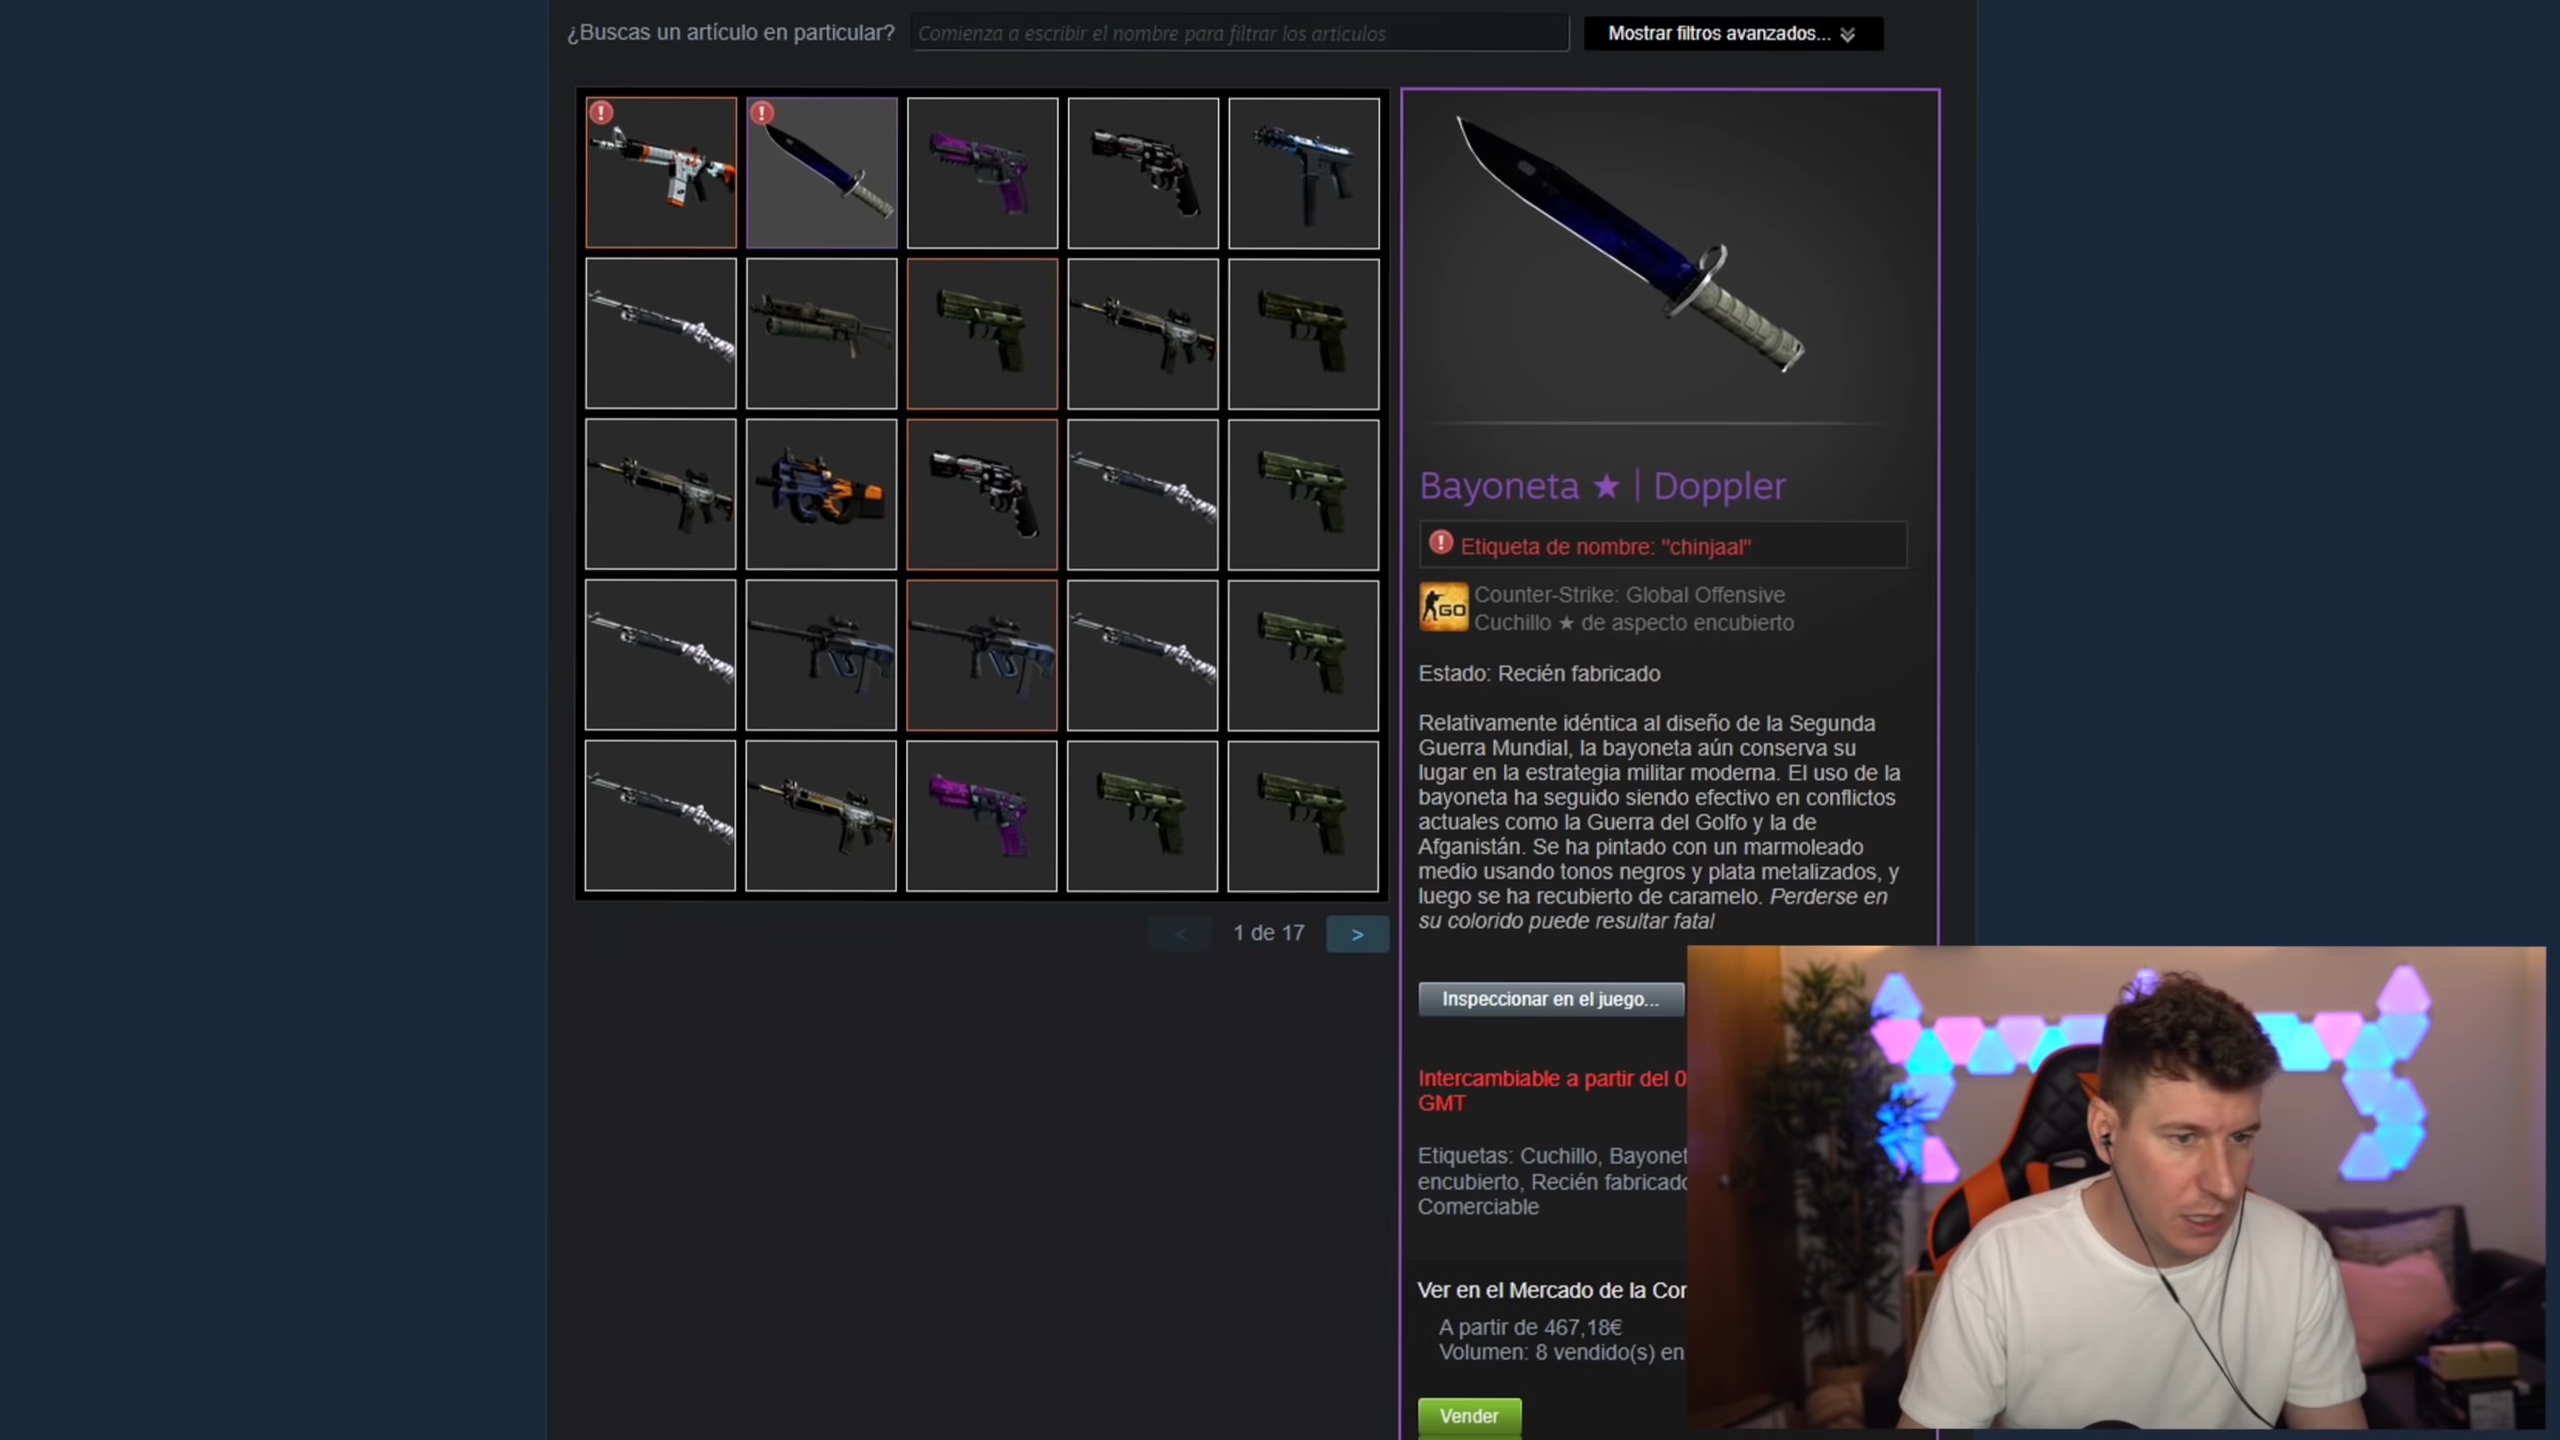 ¿Buscas un artículo en particular?
Comienza a escribir el nombre para filtrar los artículos
Mostrar filtros avanzados...
Bayoneta ★ | Doppler
Etiqueta de nombre: "chinjaal"
GO
Counter-Strike: Global Offensive
Cuchillo ★ de aspecto encubierto
Estado: Recién fabricado
Relativamente idéntica al diseño de la Segunda
Guerra Mundial, la bayoneta aún conserva su
lugar en la estrategia militar moderna. El uso de la
bayoneta ha seguido siendo efectivo en conflictos
actuales como la Guerra del Golfo y la de
Afganistán. Se ha pintado con un marmoleado
medio usando tonos negros y plata metalizados, y
luego se ha recubierto de caramelo. Perderse en
su colorido puede resultar fatal
< 1 de 17 >
Inspeccionar en el juego...
Intercambiable a partir del 0
GMT
Etiquetas: Cuchillo, Bayonet
encubierto, Recién fabricado
Comerciable
Ver en el Mercado de la Cor
A partir de 467,18€
Volumen: 8 vendido(s) en
Vender